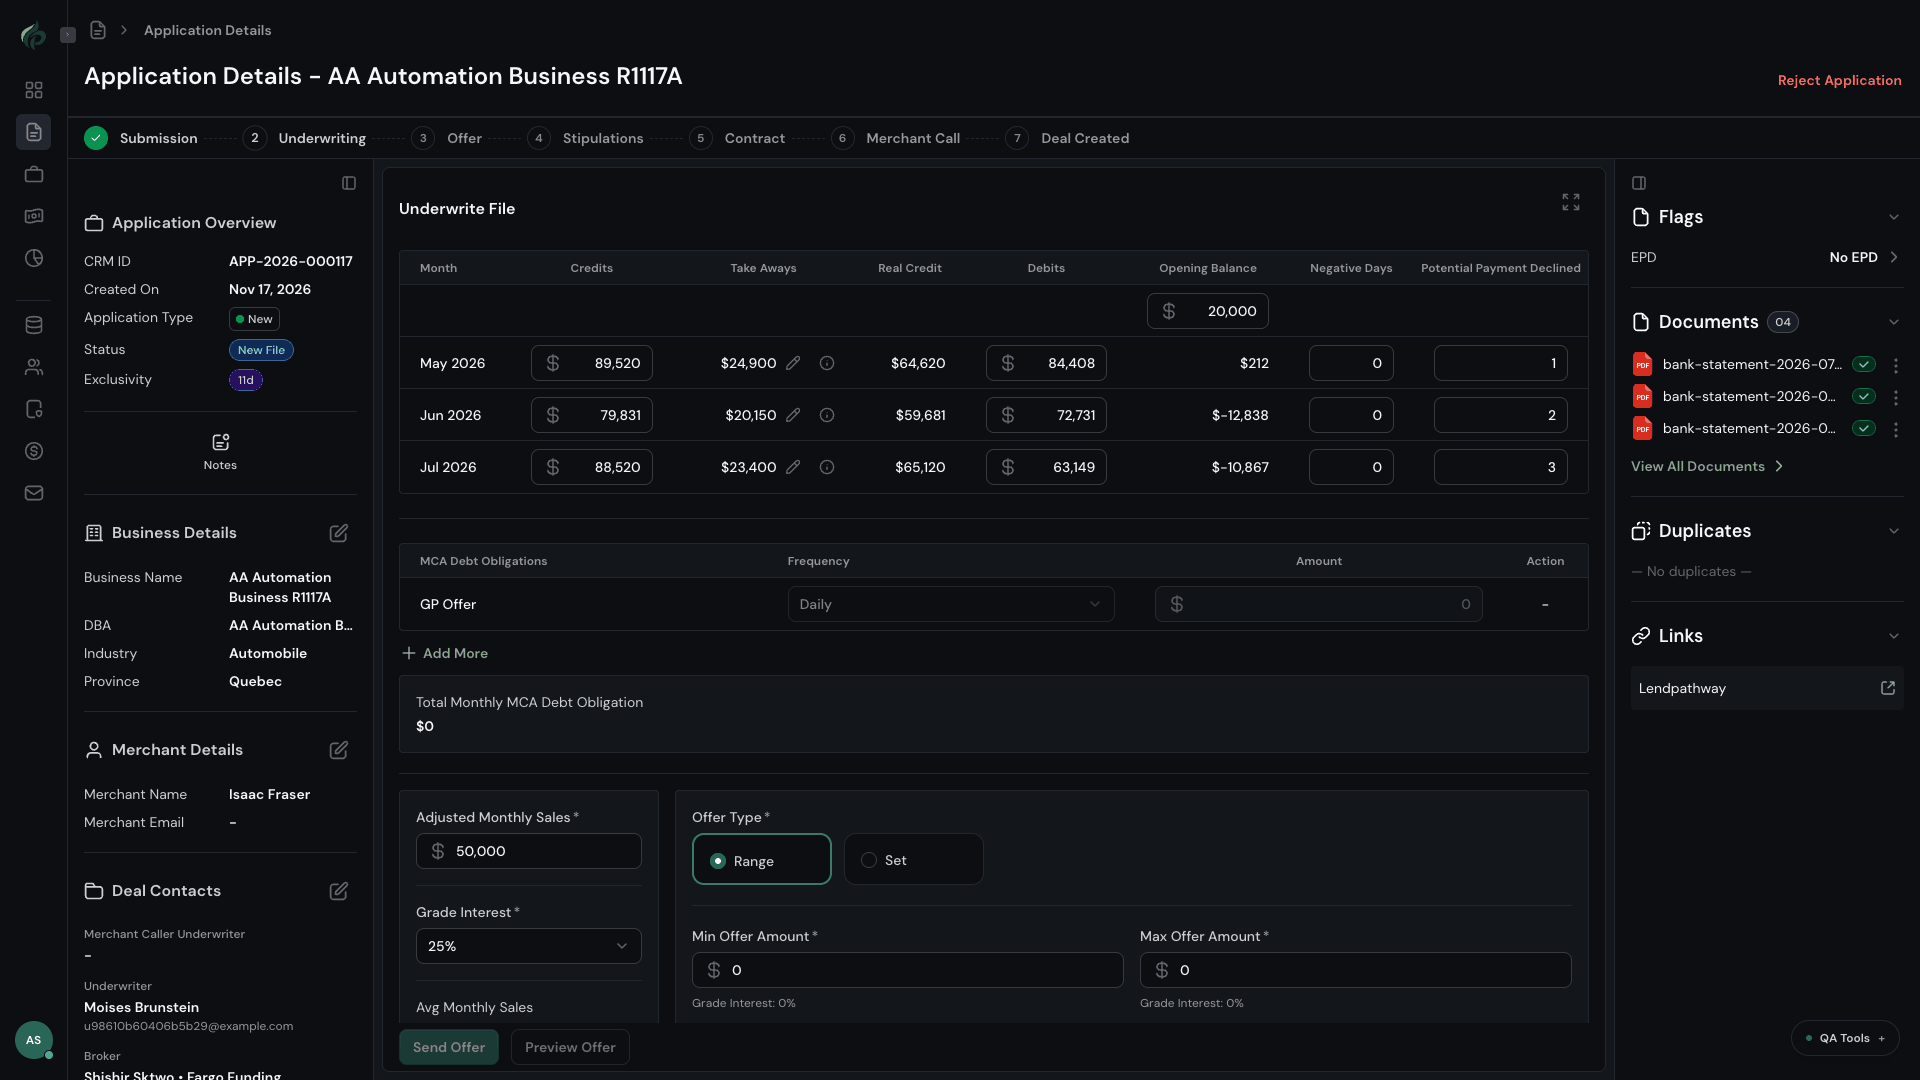 Application Details
Application Details - AA Automation Business R1117A
Reject Application
Submission
2 Underwriting
3 Offer
4 Stipulations
5 Contract
6 Merchant Call
7 Deal Created
Application Overview
CRM ID APP-2026-000117
Created On Nov 17, 2026
Application Type New
Status New File
Exclusivity 11d
Notes
Business Details
Business Name AA Automation
Business R1117A
DBA AA Automation B...
Industry Automobile
Province Quebec
Merchant Details
Merchant Name Isaac Fraser
Merchant Email -
Deal Contacts
Merchant Caller Underwriter
-
Underwriter
Moises Brunstein
u98610b60406b5b29@example.com
Broker
Shishir Sktwo • Fargo Funding
AS
Underwrite File
Month Credits Take Aways Real Credit Debits Opening Balance Negative Days Potential Payment Declined
$ 20,000
May 2026 $ 89,520 $24,900 $64,620 $ 84,408 $212 0 1
Jun 2026 $ 79,831 $20,150 $59,681 $ 72,731 $-12,838 0 2
Jul 2026 $ 88,520 $23,400 $65,120 $ 63,149 $-10,867 0 3
MCA Debt Obligations Frequency Amount Action
GP Offer Daily $ 0 -
+ Add More
Total Monthly MCA Debt Obligation
$0
Adjusted Monthly Sales *
$ 50,000
Grade Interest *
25%
Avg Monthly Sales
Offer Type *
Range Set
Min Offer Amount * Max Offer Amount *
$ 0 $ 0
Grade Interest: 0% Grade Interest: 0%
Send Offer Preview Offer
Flags
EPD No EPD
Documents 04
PDF bank-statement-2026-07...
PDF bank-statement-2026-0...
PDF bank-statement-2026-0...
View All Documents
Duplicates
— No duplicates —
Links
Lendpathway
QA Tools +